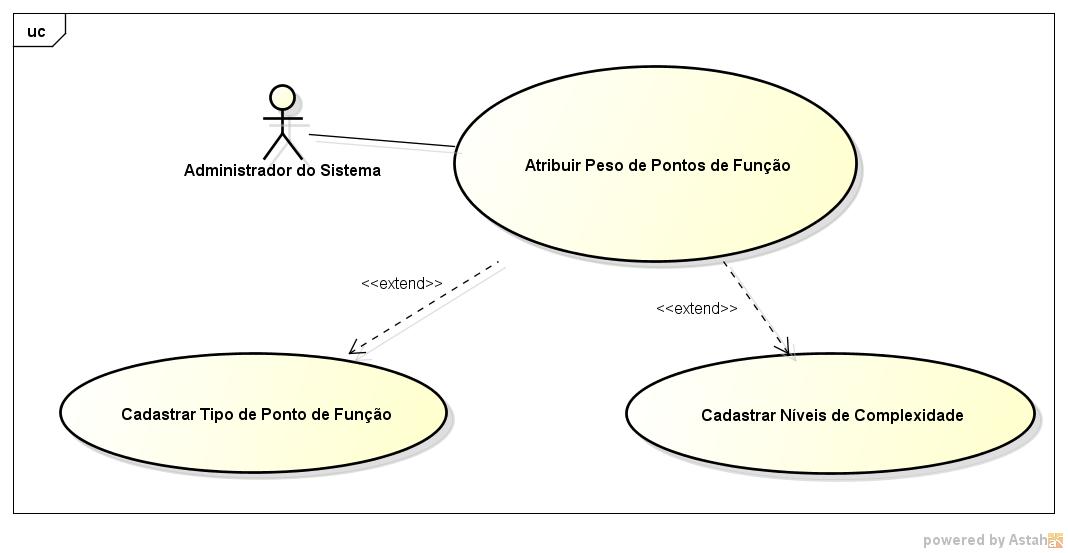 uc
Administrador do Sistema
Atribuir Peso de Pontos de Função
<<extend>>
<<extend>>
Cadastrar Tipo de Ponto de Função
Cadastrar Níveis de Complexidade
powered by Astah